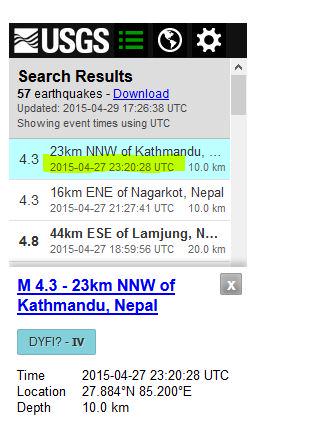 USGS
Search Results
57 earthquakes - Download
Updated: 2015-04-29 17:26:38 UTC
Showing event times using UTC
4.3 23km NNW of Kathmandu, ...
2015-04-27 23:20:28 UTC 10.0 km
4.3 16km ENE of Nagarkot, Nepal
2015-04-27 21:27:41 UTC 10.0 km
4.8 44km ESE of Lamjung, N...
2015-04-27 18:59:56 UTC 20.0 km
M 4.3 - 23km NNW of
Kathmandu, Nepal
x
DYFI? - IV
Time 2015-04-27 23:20:28 UTC
Location 27.884°N 85.200°E
Depth 10.0 km